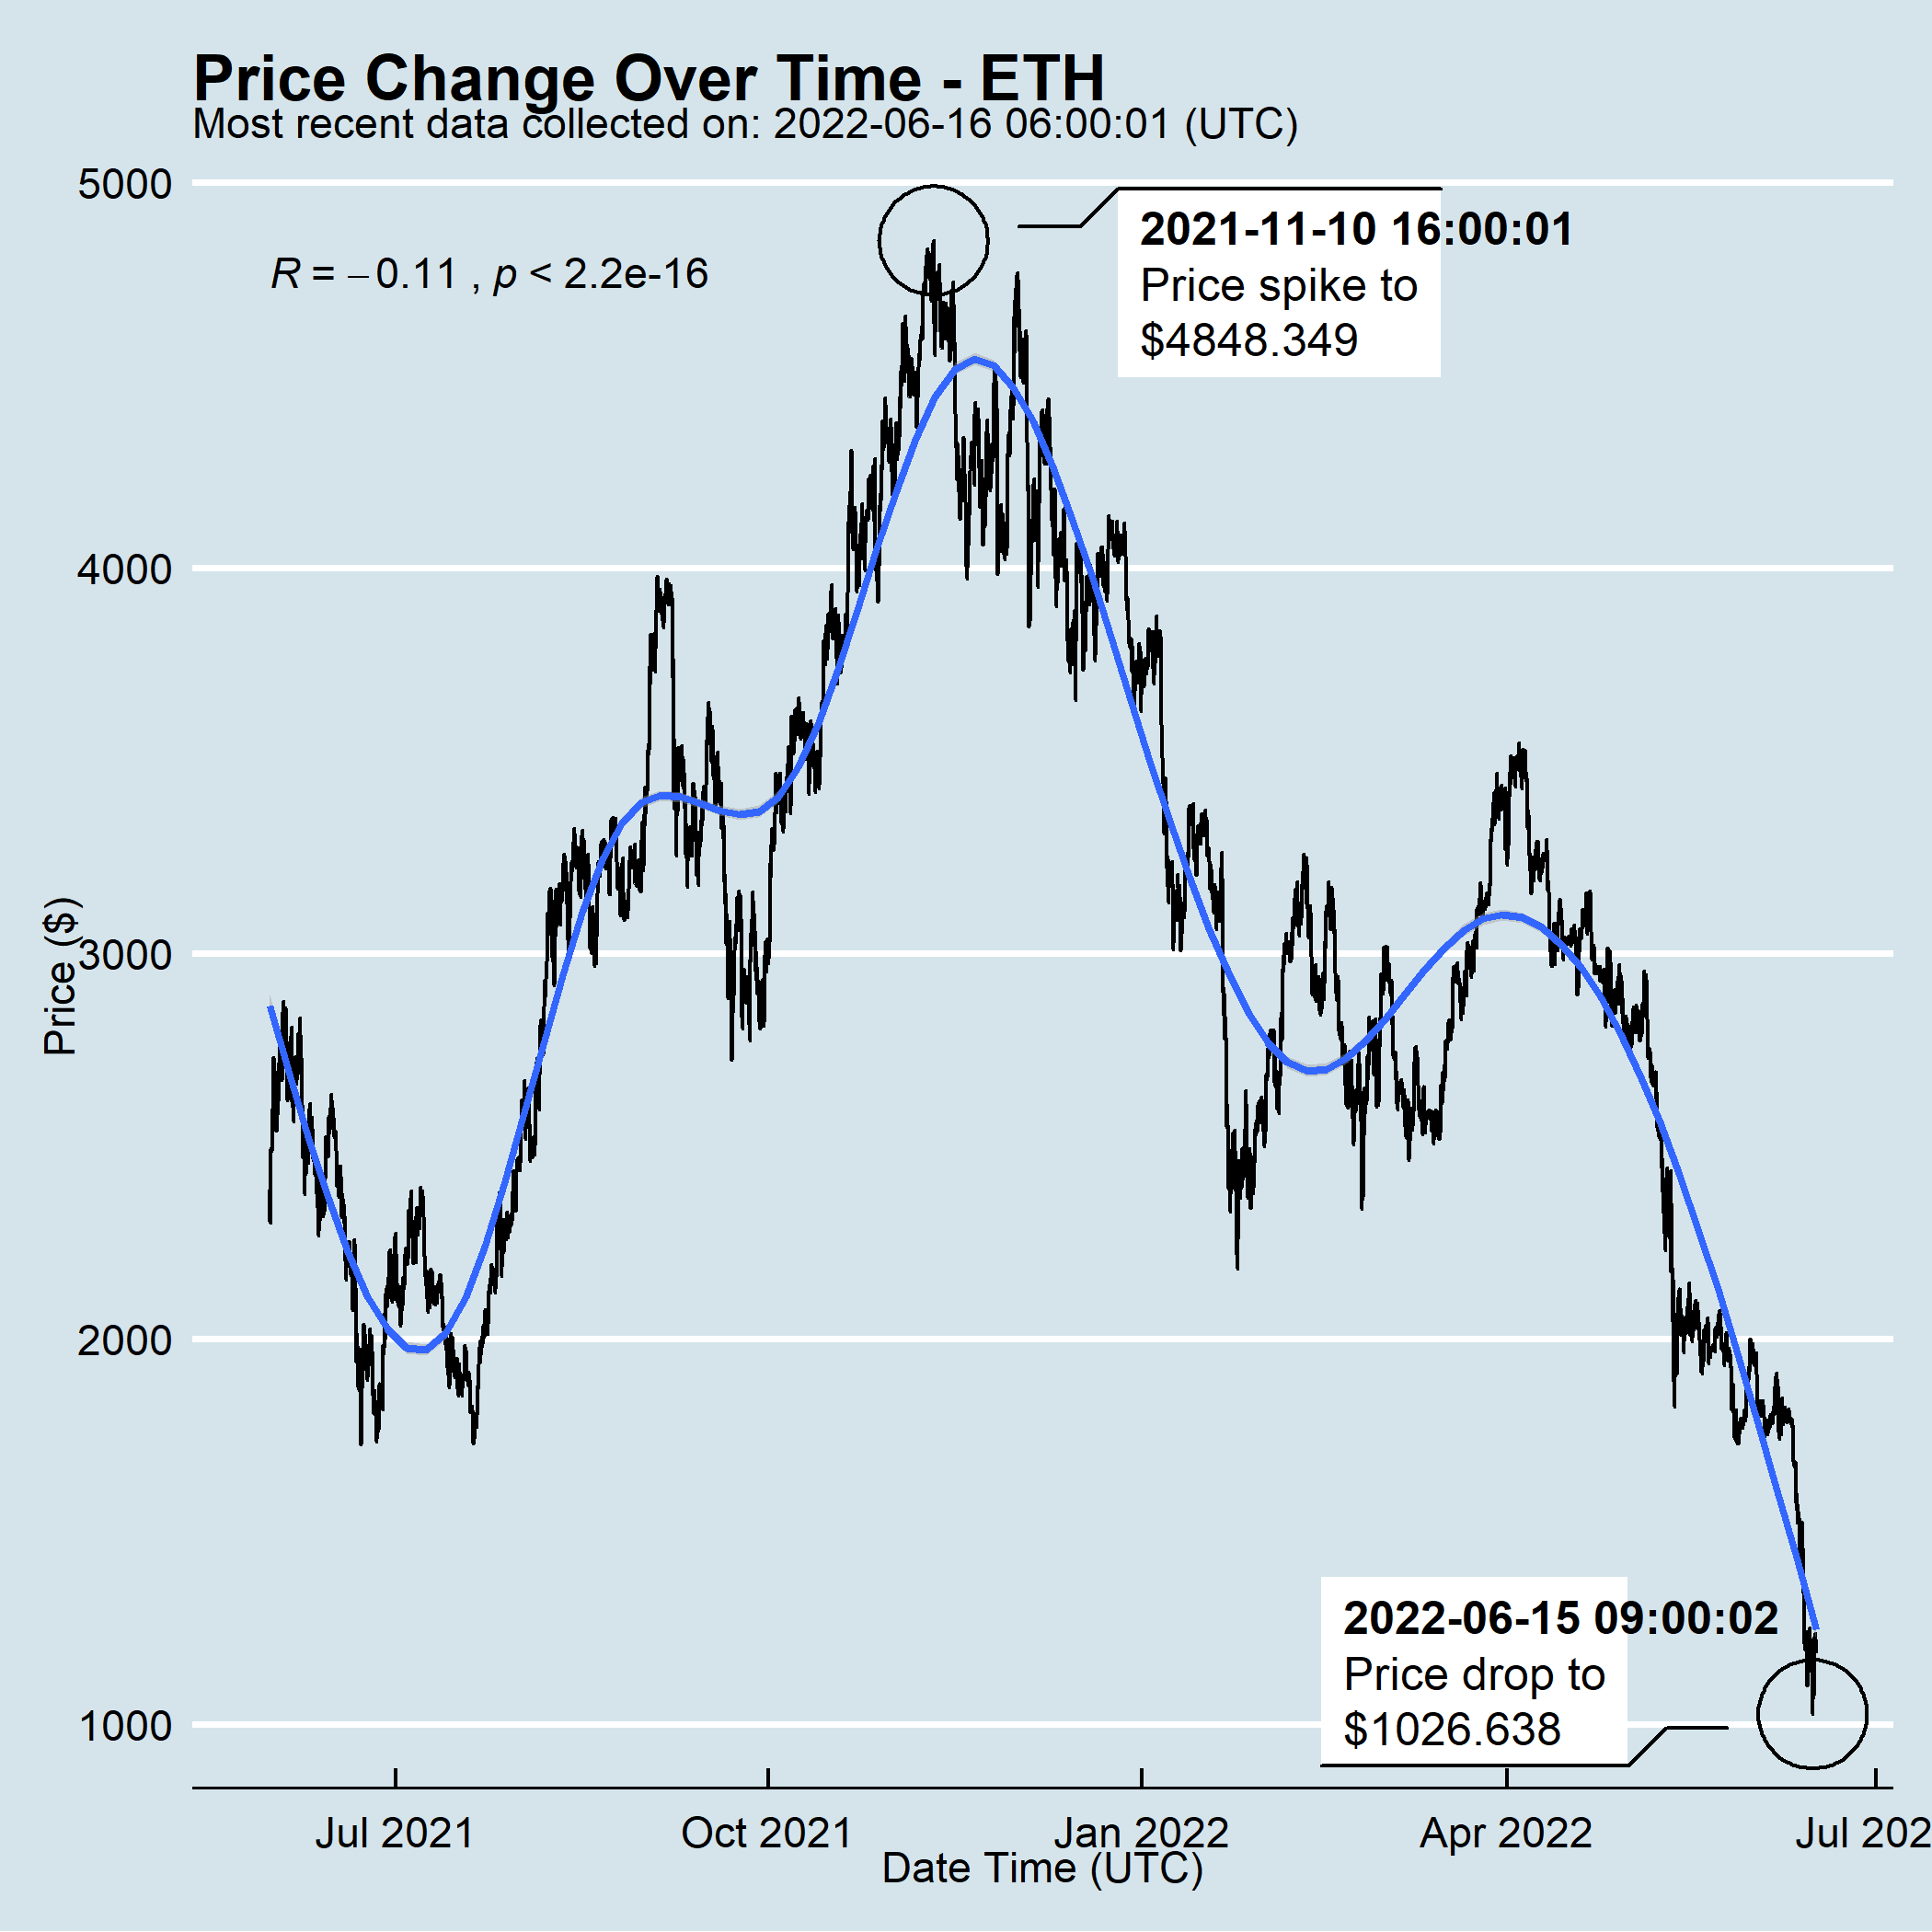 Price Change Over Time - ETH
Most recent data collected on: 2022-06-16 06:00:01 (UTC)
5000
4000
3000
2000
1000
Price ($)
R = −0.11 , p < 2.2e-16
2021-11-10 16:00:01
Price spike to
$4848.349
2022-06-15 09:00:02
Price drop to
$1026.638
Jul 2021
Oct 2021
Jan 2022
Apr 2022
Jul 202
Date Time (UTC)